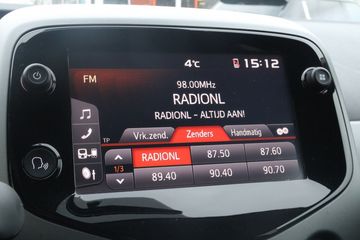 4°C 15:12
FM
98.00MHz
RADIONL
RADIONL - ALTIJD AAN!
TP Vrk.zend. Zenders Handmatig
RADIONL 87.50 87.60
1/3
89.40 90.40 90.70